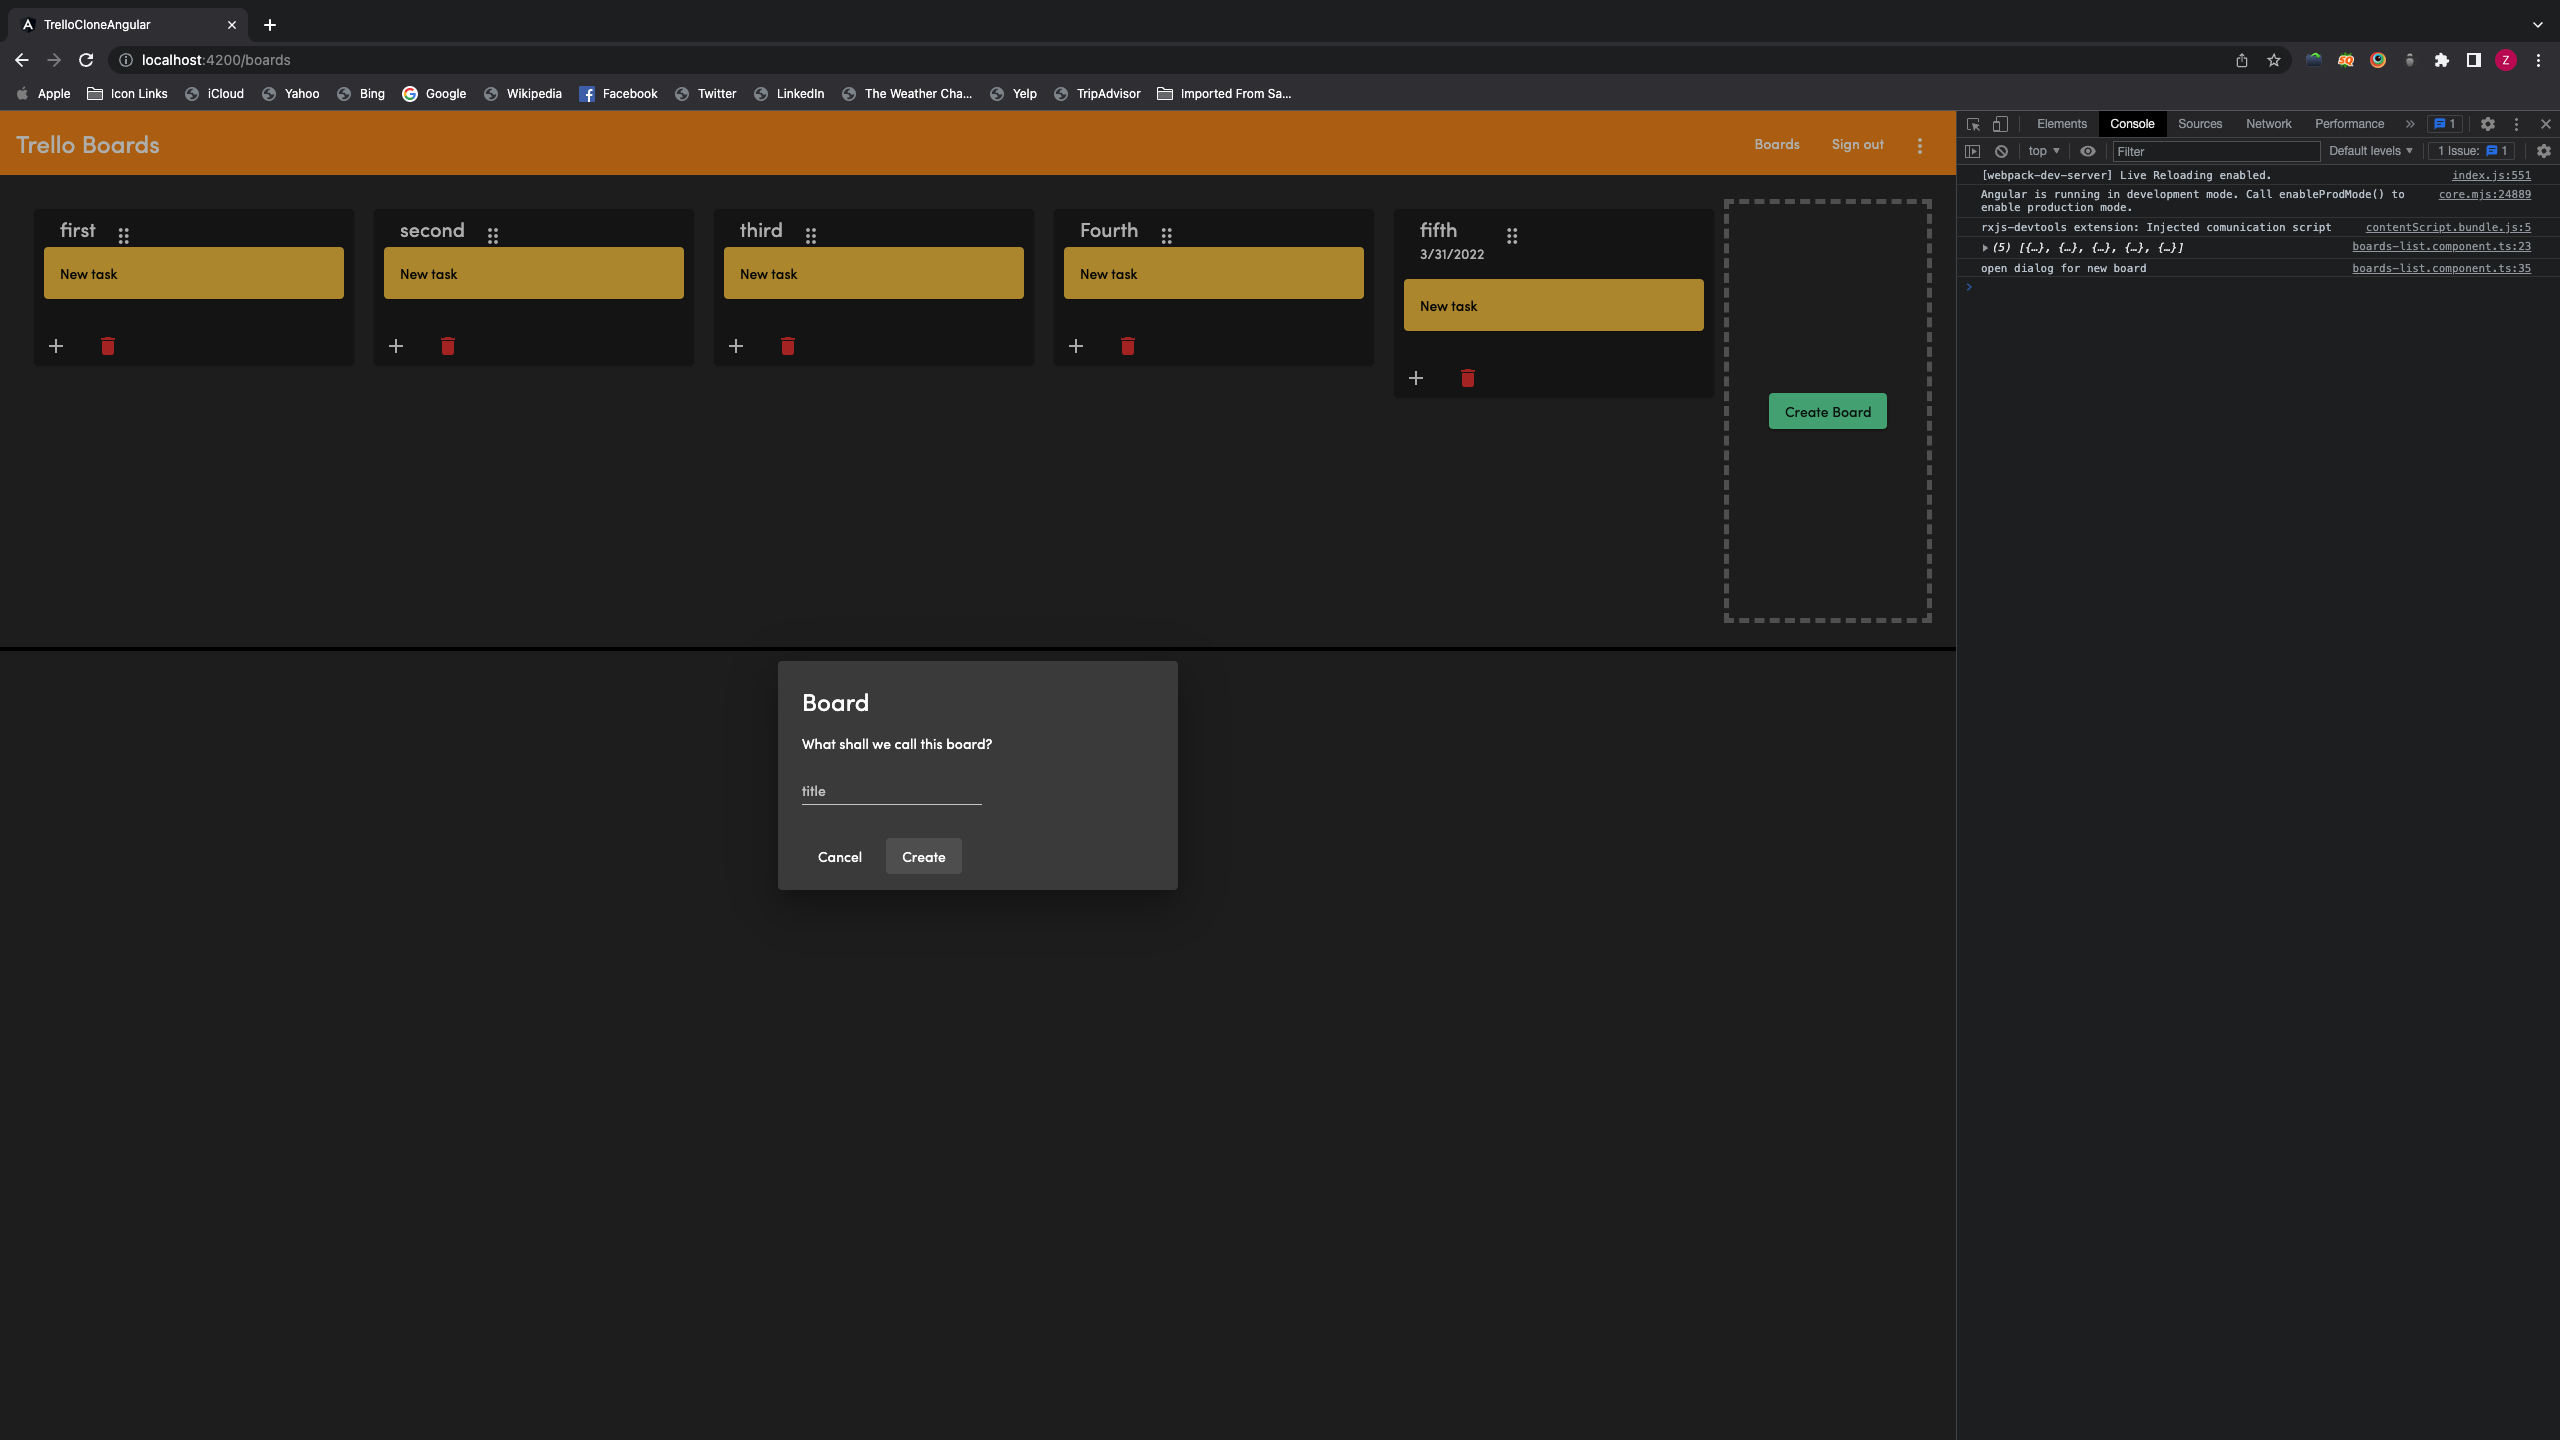 TrelloCloneAngular
localhost:4200/boards
Apple Icon Links iCloud Yahoo Bing Google Wikipedia Facebook Twitter LinkedIn The Weather Cha... Yelp TripAdvisor Imported From Sa...
Trello Boards Boards Sign out
first second third Fourth fifth
3/31/2022
New task New task New task New task
New task
Create Board
Board
What shall we call this board?
title
Cancel Create
Elements Console Sources Network Performance 1
top Filter Default levels 1 Issue: 1
[webpack-dev-server] Live Reloading enabled. index.js:551
Angular is running in development mode. Call enableProdMode() to core.mjs:24889
enable production mode.
rxjs-devtools extension: Injected comunication script contentScript.bundle.js:5
(5) [{…}, {…}, {…}, {…}, {…}] boards-list.component.ts:23
open dialog for new board boards-list.component.ts:35